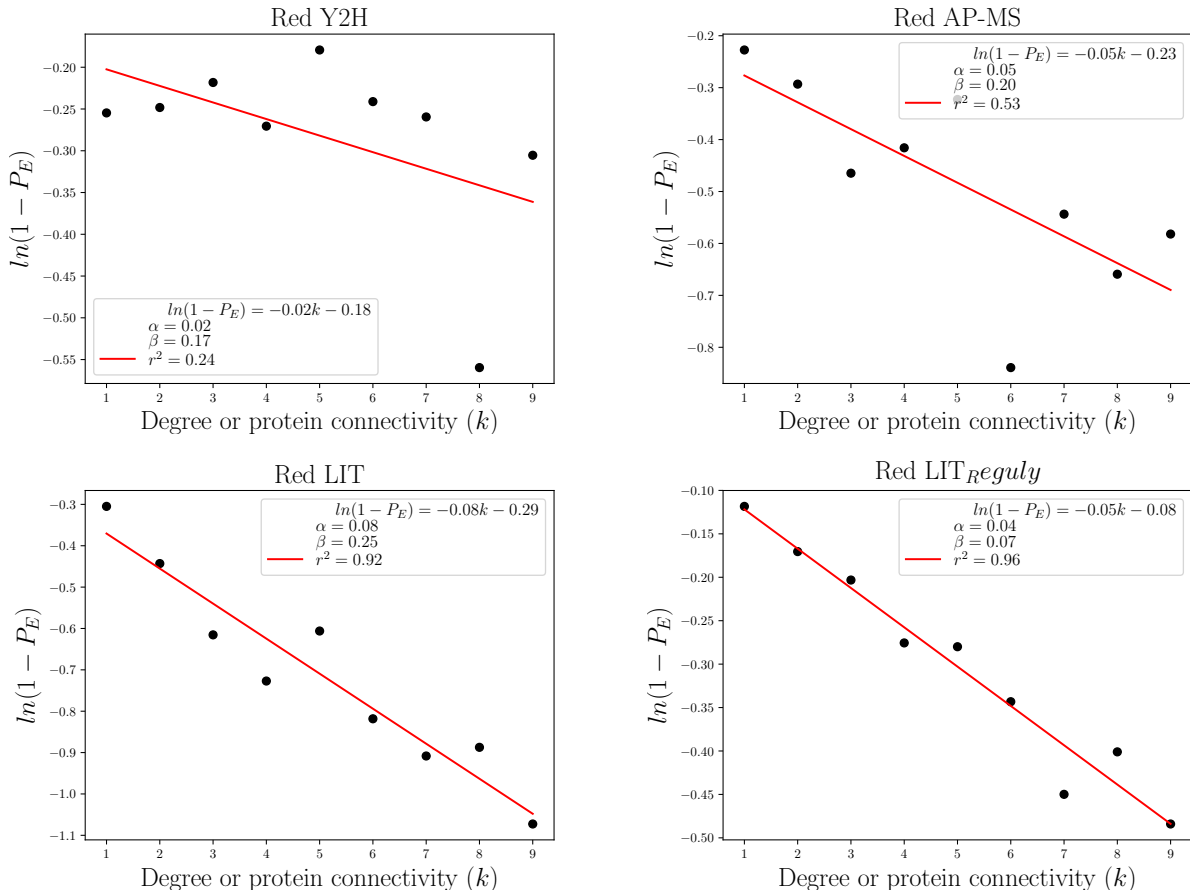 Red Y2H
ln(1 − P_E)
−0.20
−0.25
−0.30
−0.35
−0.40
−0.45
−0.50
−0.55
ln(1 − P_E) = −0.02k − 0.18
α = 0.02
β = 0.17
r² = 0.24
1 2 3 4 5 6 7 8 9
Degree or protein connectivity (k)
Red AP-MS
ln(1 − P_E)
−0.2
−0.3
−0.4
−0.5
−0.6
−0.7
−0.8
ln(1 − P_E) = −0.05k − 0.23
α = 0.05
β = 0.20
r² = 0.53
1 2 3 4 5 6 7 8 9
Degree or protein connectivity (k)
Red LIT
ln(1 − P_E)
−0.3
−0.4
−0.5
−0.6
−0.7
−0.8
−0.9
−1.0
−1.1
ln(1 − P_E) = −0.08k − 0.29
α = 0.08
β = 0.25
r² = 0.92
1 2 3 4 5 6 7 8 9
Degree or protein connectivity (k)
Red LIT_Reguly
ln(1 − P_E)
−0.10
−0.15
−0.20
−0.25
−0.30
−0.35
−0.40
−0.45
−0.50
ln(1 − P_E) = −0.05k − 0.08
α = 0.04
β = 0.07
r² = 0.96
1 2 3 4 5 6 7 8 9
Degree or protein connectivity (k)